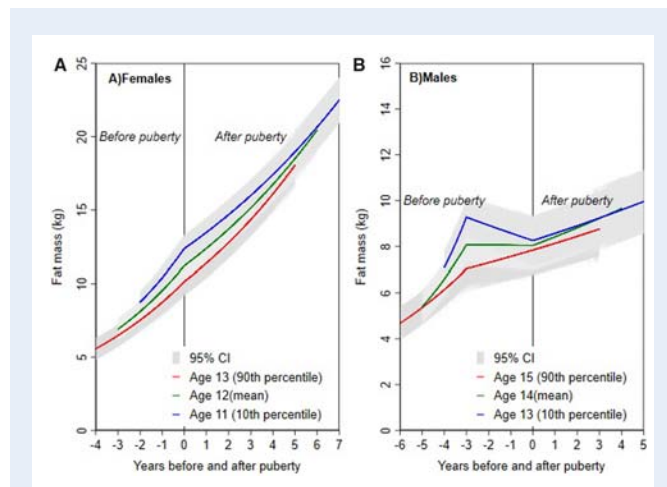 A
A)Females
Before puberty
After puberty
Fat mass (kg)
25
20
15
10
5
0
95% CI
Age 13 (90th percentile)
Age 12(mean)
Age 11 (10th percentile)
-4 -3 -2 -1 0 1 2 3 4 5 6 7
Years before and after puberty
B
B)Males
Before puberty
After puberty
Fat mass (kg)
16
14
12
10
8
6
4
2
0
95% CI
Age 15 (90th percentile)
Age 14(mean)
Age 13 (10th percentile)
-6 -5 -4 -3 -2 -1 0 1 2 3 4 5
Years before and after puberty